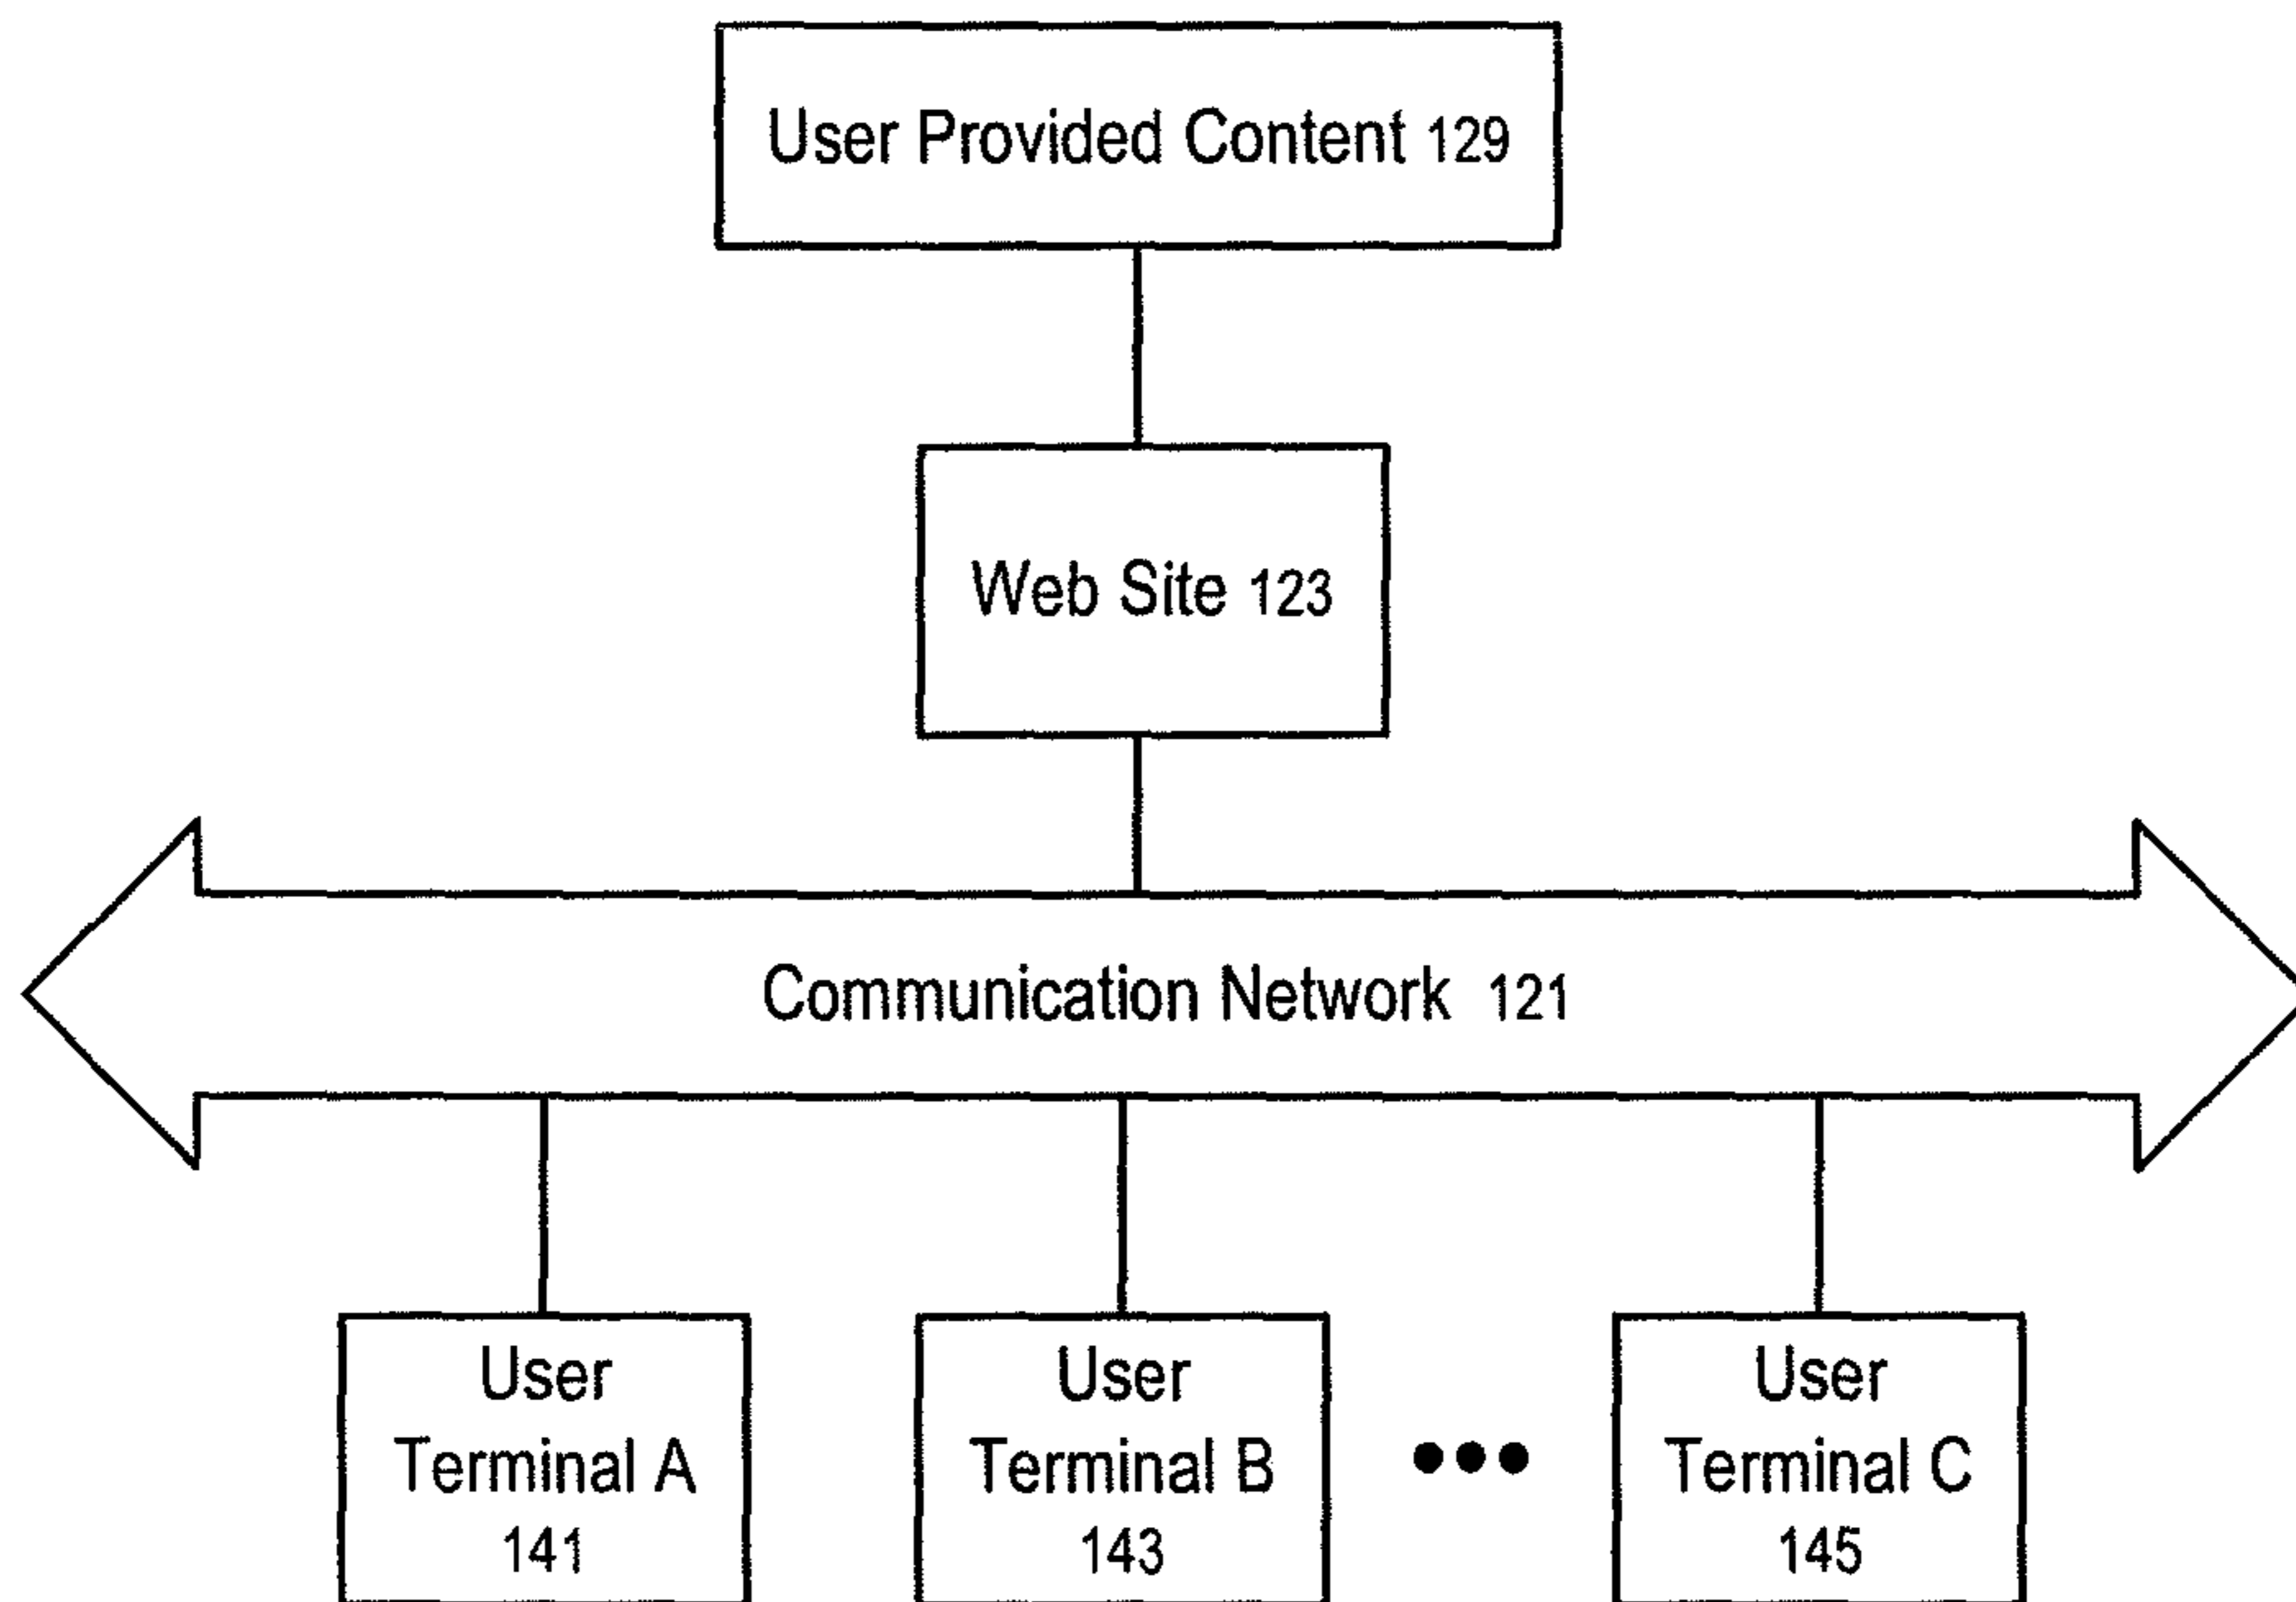 User Provided Content 129
Web Site 123
Communication Network 121
User
Terminal A
141
User
Terminal B
143
User
Terminal C
145